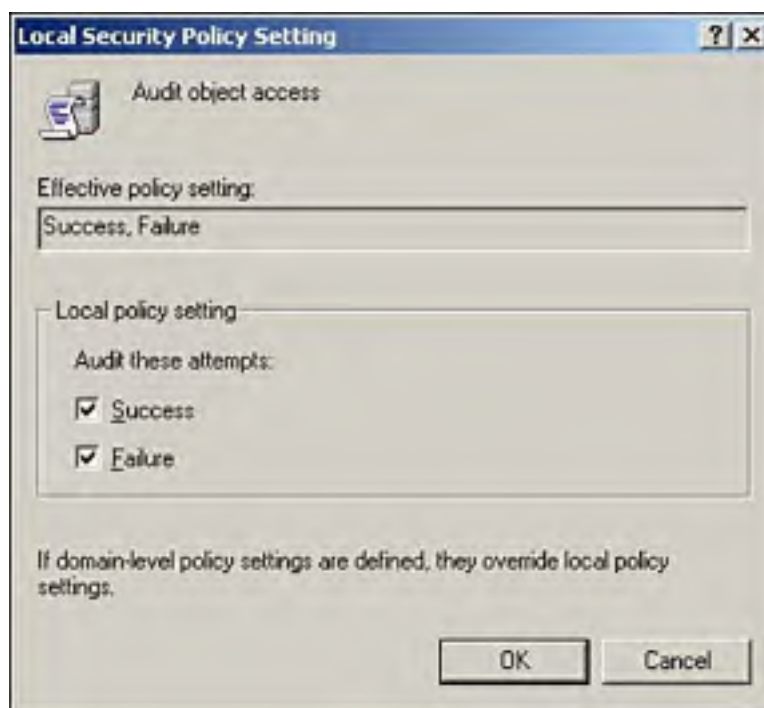 Local Security Policy Setting
Audit object access
Effective policy setting:
Success, Failure
Local policy setting
Audit these attempts:
Success
Failure
If domain-level policy settings are defined, they override local policy
settings.
OK
Cancel